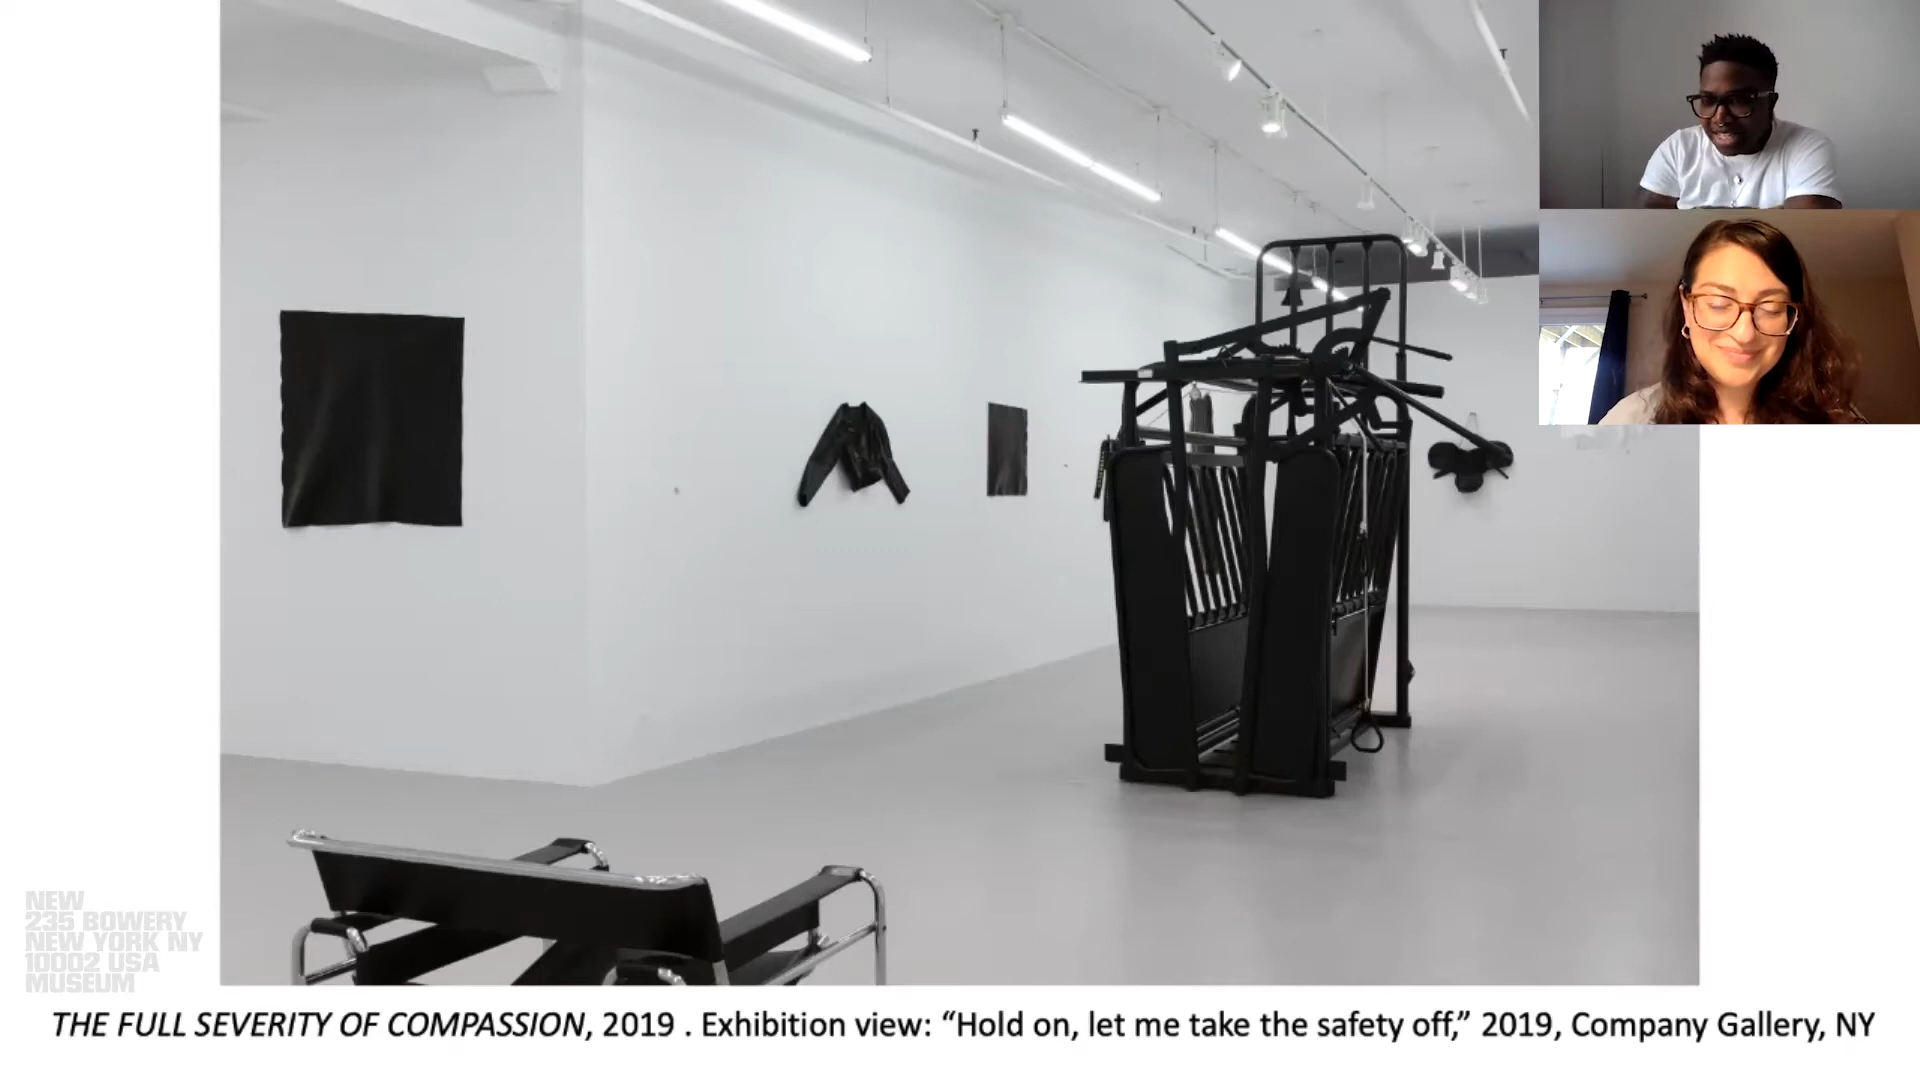 NEW
235 BOWERY
NEW YORK NY
10002 USA
MUSEUM
THE FULL SEVERITY OF COMPASSION, 2019 . Exhibition view: “Hold on, let me take the safety off,” 2019, Company Gallery, NY